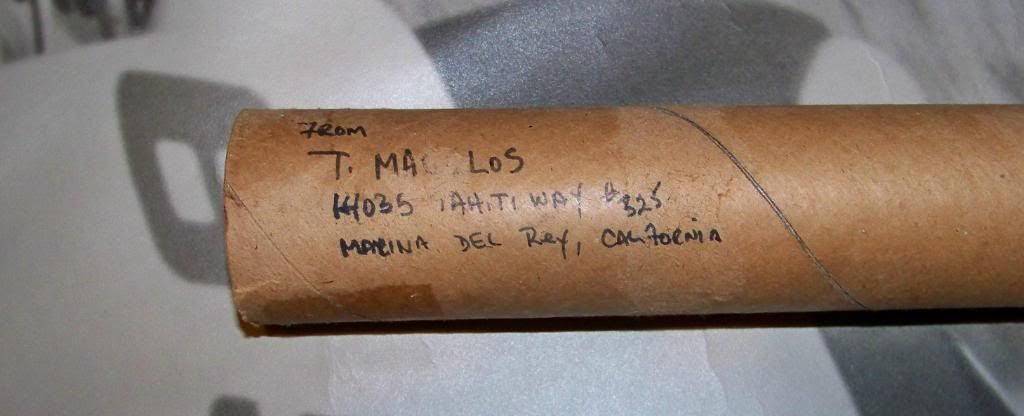 FROM
T.
14035 TAHITI WAY #325
MARINA DEL REY, CALIFORNIA